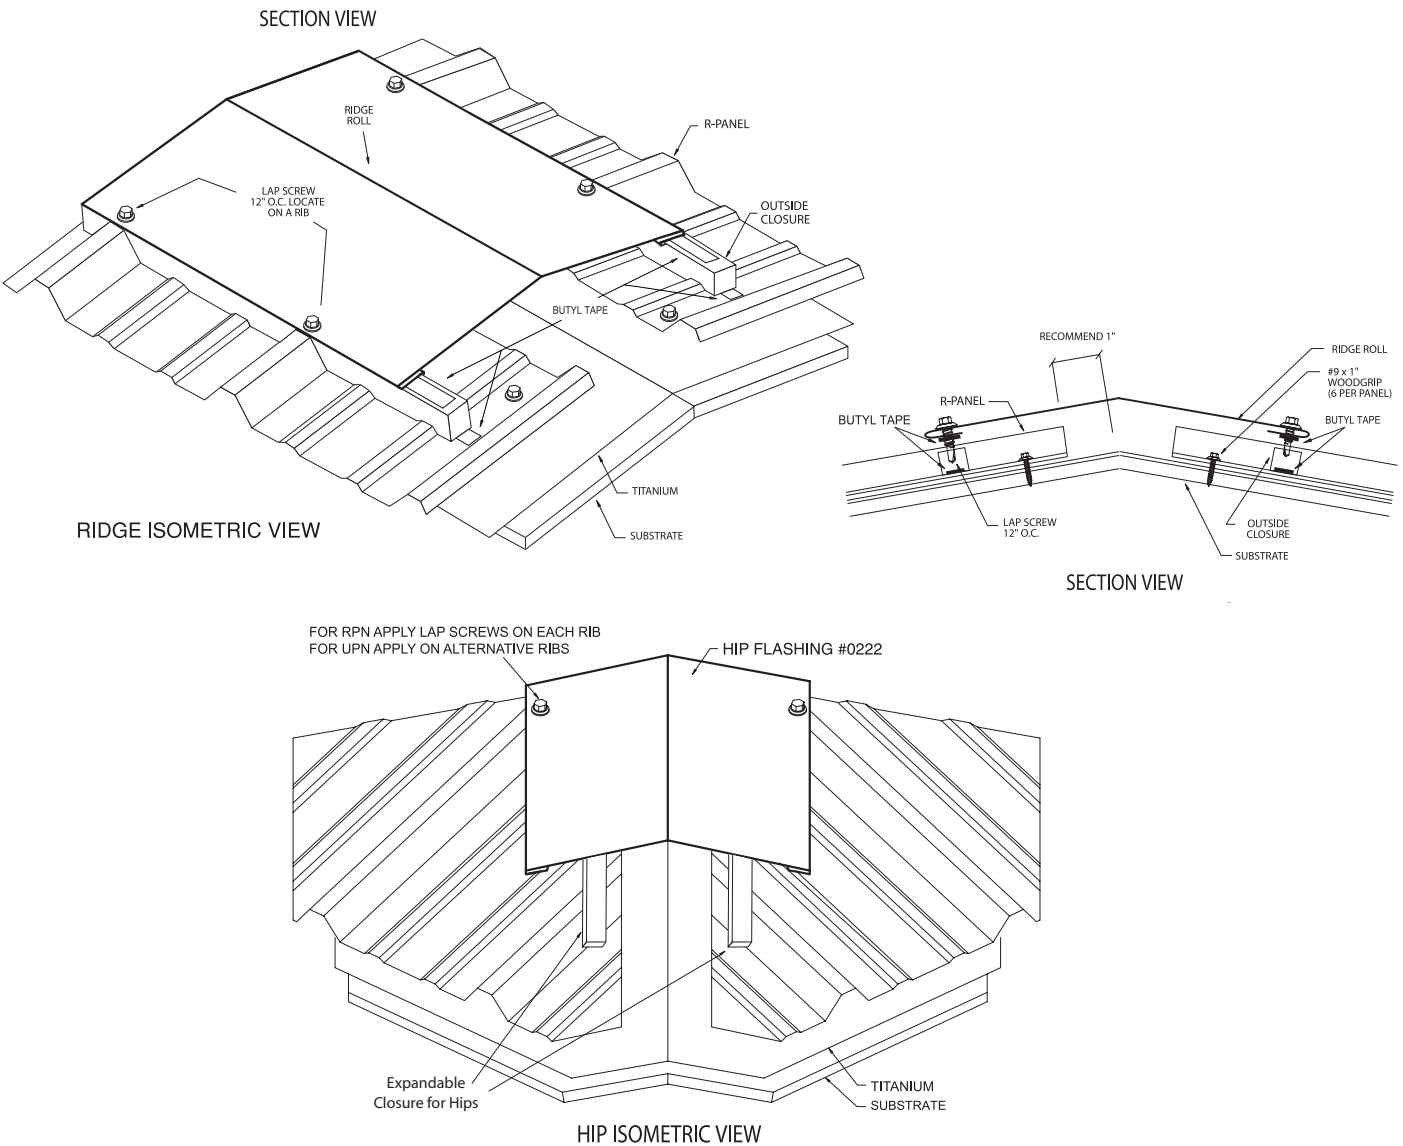 SECTION VIEW
RIDGE
ROLL
R-PANEL
LAP SCREW
12" O.C. LOCATE
ON A RIB
OUTSIDE
CLOSURE
BUTYL TAPE
TITANIUM
SUBSTRATE
RIDGE ISOMETRIC VIEW
RECOMMEND 1"
RIDGE ROLL
#9 x 1"
WOODGRIP
(6 PER PANEL)
R-PANEL
BUTYL TAPE
BUTYL TAPE
LAP SCREW
12" O.C.
OUTSIDE
CLOSURE
SUBSTRATE
SECTION VIEW
FOR RPN APPLY LAP SCREWS ON EACH RIB
FOR UPN APPLY ON ALTERNATIVE RIBS
HIP FLASHING #0222
Expandable
Closure for Hips
TITANIUM
SUBSTRATE
HIP ISOMETRIC VIEW